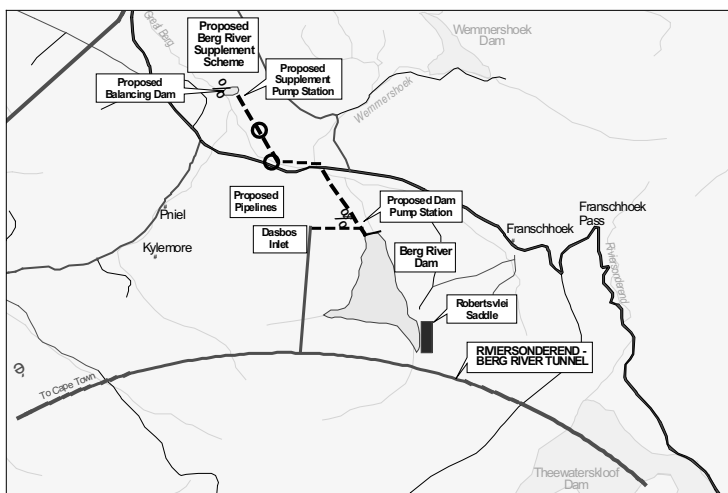 Great Berg
Proposed
Berg River
Supplement
Scheme
Wemmershoek
Dam
Proposed
Balancing Dam
Proposed
Supplement
Pump Station
Wemmershoek
Proposed
Pipelines
Proposed Dam
Pump Station
Pniel
Kylemore
Dasbos
Inlet
Berg River
Dam
Franschhoek
Franschhoek
Pass
Riviersonderend
Robertsvlei
Saddle
RIVIERSONDEREND -
BERG RIVER TUNNEL
To Cape Town
Theewaterskloof
Dam